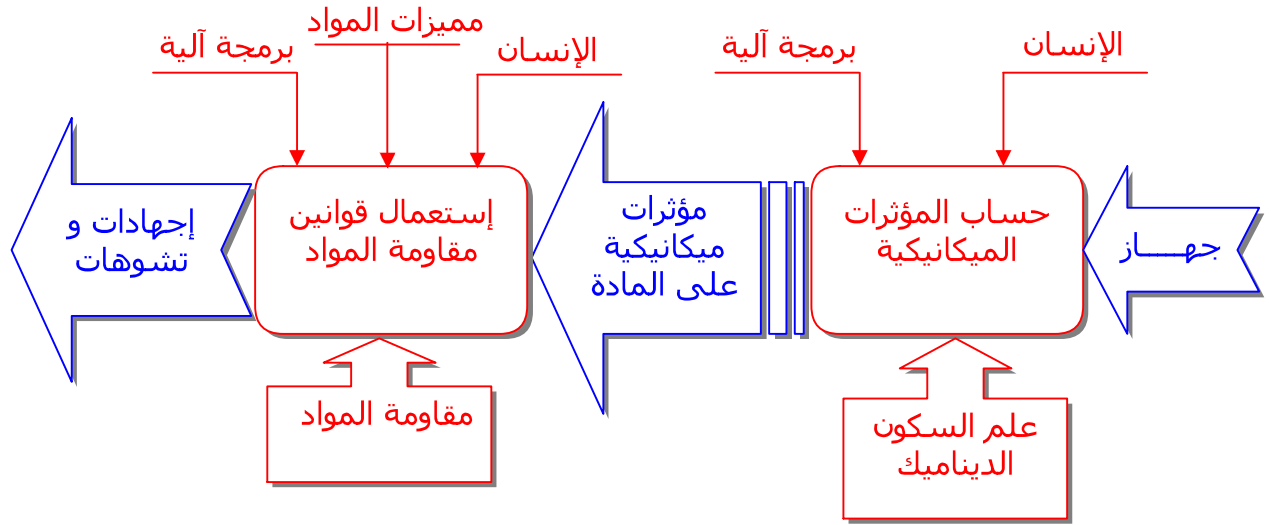 الإنسان
برمجة آلية
الإنسان
مميزات المواد
برمجة آلية
جهــــاز
حساب المؤثرات
الميكانيكية
مؤثرات
ميكانيكية
على المادة
إستعمال قوانين
مقاومة المواد
إجهادات و
تشوهات
علم السكون
الديناميك
مقاومة المواد